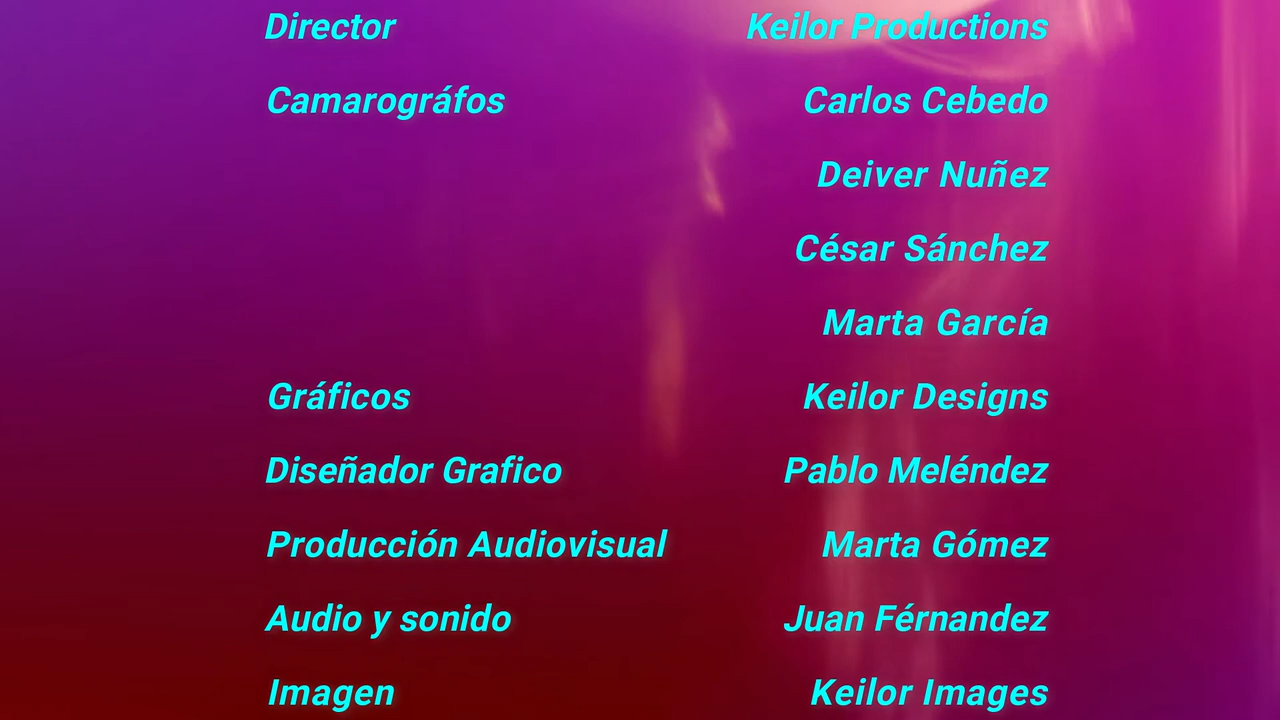 Director Keilor Productions
Camarográfos Carlos Cebedo
Deiver Nuñez
César Sánchez
Marta García
Gráficos Keilor Designs
Diseñador Grafico Pablo Meléndez
Producción Audiovisual Marta Gómez
Audio y sonido Juan Férnandez
Imagen Keilor Images